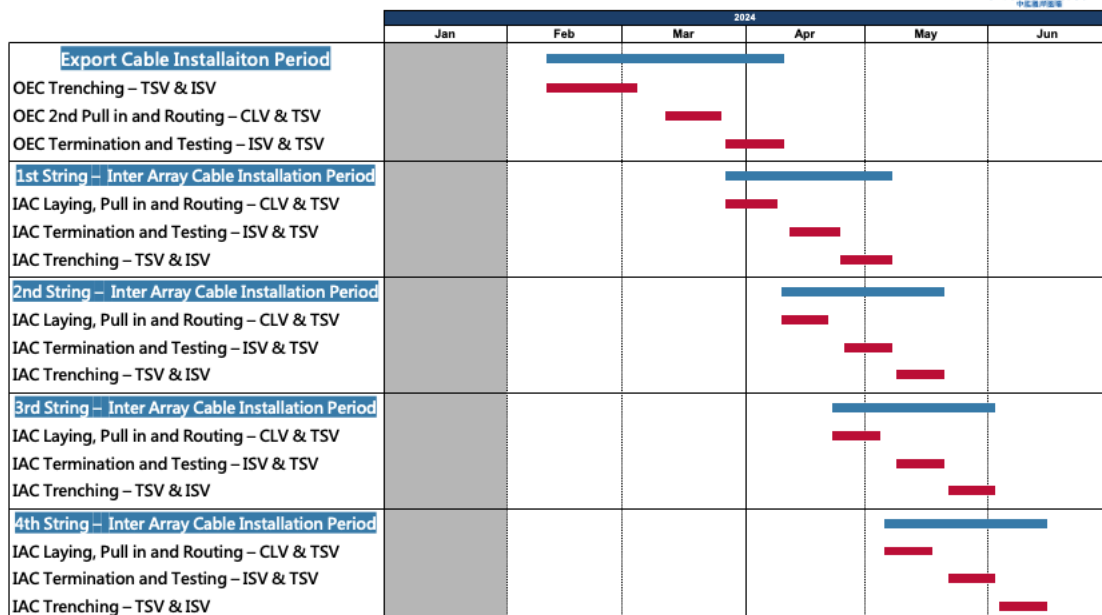 2024
Jan Feb Mar Apr May Jun
Export Cable Installaiton Period
OEC Trenching – TSV & ISV
OEC 2nd Pull in and Routing – CLV & TSV
OEC Termination and Testing – ISV & TSV
1st String – Inter Array Cable Installation Period
IAC Laying, Pull in and Routing – CLV & TSV
IAC Termination and Testing – ISV & TSV
IAC Trenching – TSV & ISV
2nd String – Inter Array Cable Installation Period
IAC Laying, Pull in and Routing – CLV & TSV
IAC Termination and Testing – ISV & TSV
IAC Trenching – TSV & ISV
3rd String – Inter Array Cable Installation Period
IAC Laying, Pull in and Routing – CLV & TSV
IAC Termination and Testing – ISV & TSV
IAC Trenching – TSV & ISV
4th String – Inter Array Cable Installation Period
IAC Laying, Pull in and Routing – CLV & TSV
IAC Termination and Testing – ISV & TSV
IAC Trenching – TSV & ISV